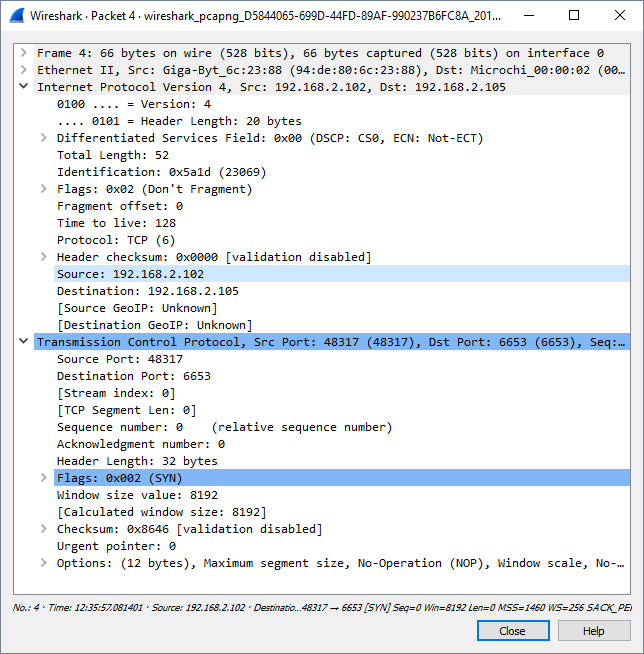 Wireshark · Packet 4 · wireshark_pcapng_D5844065-699D-44FD-89AF-990237B6FC8A_201...
Frame 4: 66 bytes on wire (528 bits), 66 bytes captured (528 bits) on interface 0
Ethernet II, Src: Giga-Byt_6c:23:88 (94:de:80:6c:23:88), Dst: Microchi_00:00:02 (00...
Internet Protocol Version 4, Src: 192.168.2.102, Dst: 192.168.2.105
0100 .... = Version: 4
.... 0101 = Header Length: 20 bytes
Differentiated Services Field: 0x00 (DSCP: CS0, ECN: Not-ECT)
Total Length: 52
Identification: 0x5a1d (23069)
Flags: 0x02 (Don't Fragment)
Fragment offset: 0
Time to live: 128
Protocol: TCP (6)
Header checksum: 0x0000 [validation disabled]
Source: 192.168.2.102
Destination: 192.168.2.105
[Source GeoIP: Unknown]
[Destination GeoIP: Unknown]
Transmission Control Protocol, Src Port: 48317 (48317), Dst Port: 6653 (6653), Seq:...
Source Port: 48317
Destination Port: 6653
[Stream index: 0]
[TCP Segment Len: 0]
Sequence number: 0    (relative sequence number)
Acknowledgment number: 0
Header Length: 32 bytes
Flags: 0x002 (SYN)
Window size value: 8192
[Calculated window size: 8192]
Checksum: 0x8646 [validation disabled]
Urgent pointer: 0
Options: (12 bytes), Maximum segment size, No-Operation (NOP), Window scale, No-...
No.: 4 · Time: 12:35:57.081401 · Source: 192.168.2.102 · Destinatio...48317 → 6653 [SYN] Seq=0 Win=8192 Len=0 MSS=1460 WS=256 SACK_PE
Close
Help